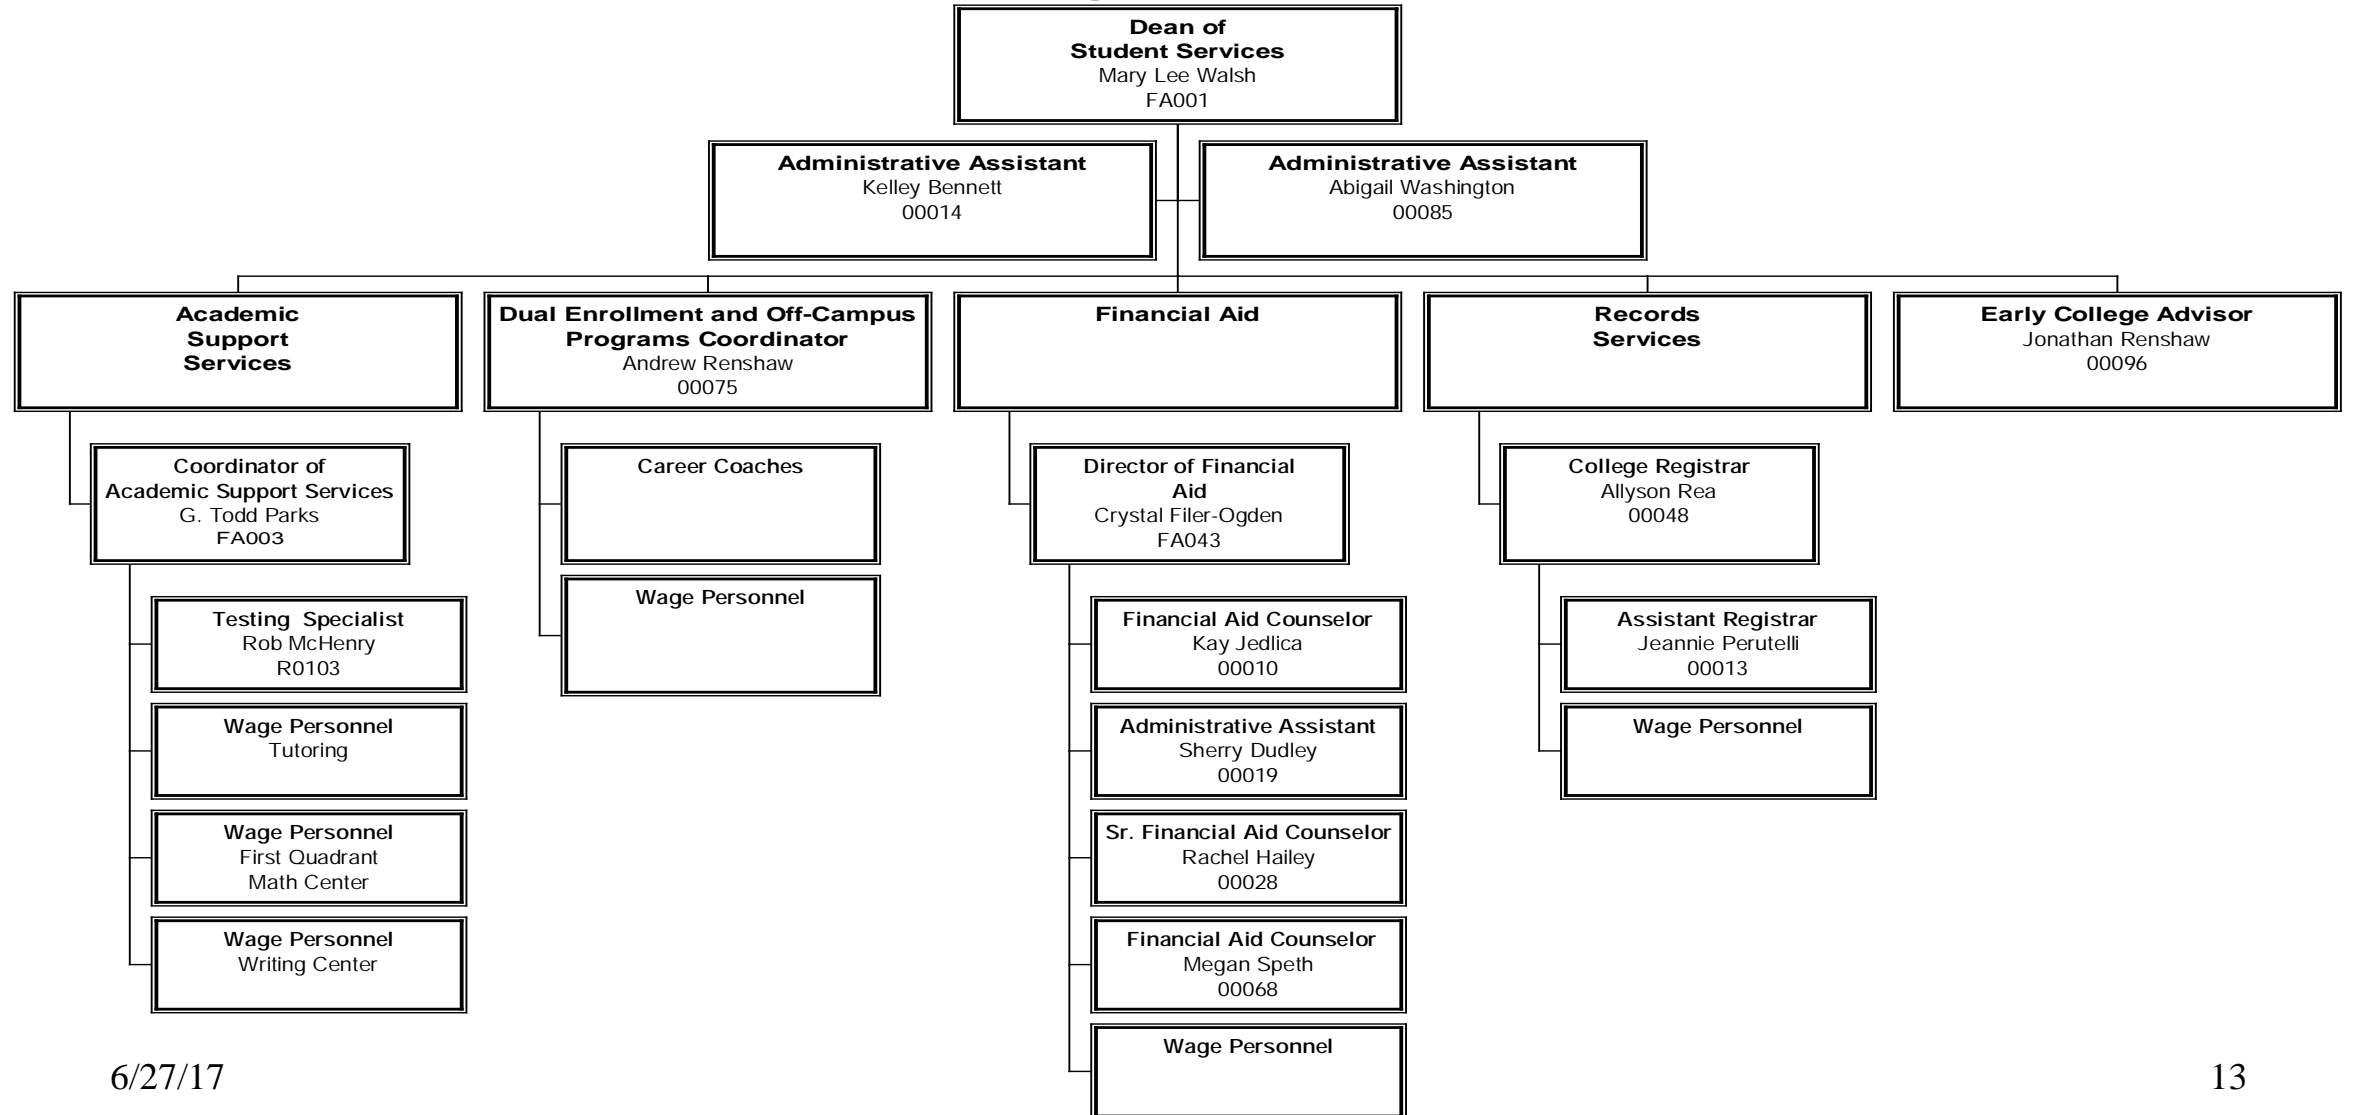 Dean of
Student Services
Mary Lee Walsh
FA001
Administrative Assistant
Kelley Bennett
00014
Administrative Assistant
Abigail Washington
00085
Academic
Support
Services
Dual Enrollment and Off-Campus
Programs Coordinator
Andrew Renshaw
00075
Financial Aid
Records
Services
Early College Advisor
Jonathan Renshaw
00096
Coordinator of
Academic Support Services
G. Todd Parks
FA003
Testing Specialist
Rob McHenry
R0103
Wage Personnel
Tutoring
Wage Personnel
First Quadrant
Math Center
Wage Personnel
Writing Center
Career Coaches
Wage Personnel
Director of Financial
Aid
Crystal Filer-Ogden
FA043
Financial Aid Counselor
Kay Jedlica
00010
Administrative Assistant
Sherry Dudley
00019
Sr. Financial Aid Counselor
Rachel Hailey
00028
Financial Aid Counselor
Megan Speth
00068
Wage Personnel
College Registrar
Allyson Rea
00048
Assistant Registrar
Jeannie Perutelli
00013
Wage Personnel
6/27/17
13